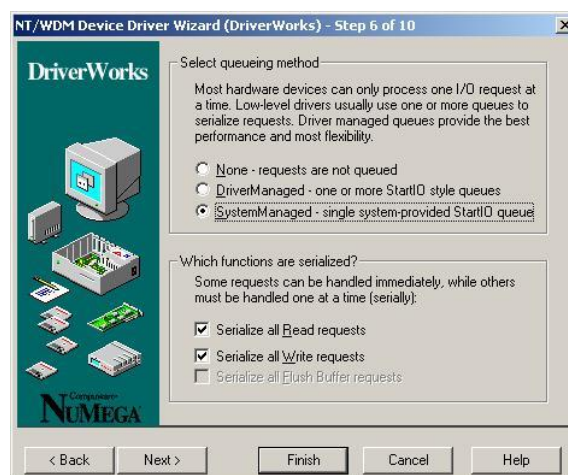 NT/WDM Device Driver Wizard (DriverWorks) - Step 6 of 10
DriverWorks
Select queueing method
Most hardware devices can only process one I/O request at
a time. Low-level drivers usually use one or more queues to
serialize requests. Driver managed queues provide the best
performance and most flexibility.
None - requests are not queued
DriverManaged - one or more StartIO style queues
SystemManaged - single system-provided StartIO queue
Which functions are serialized?
Some requests can be handled immediately, while others
must be handled one at a time (serially):
Serialize all Read requests
Serialize all Write requests
Serialize all Flush Buffer requests
Compuware
NUMEGA
< Back
Next >
Finish
Cancel
Help